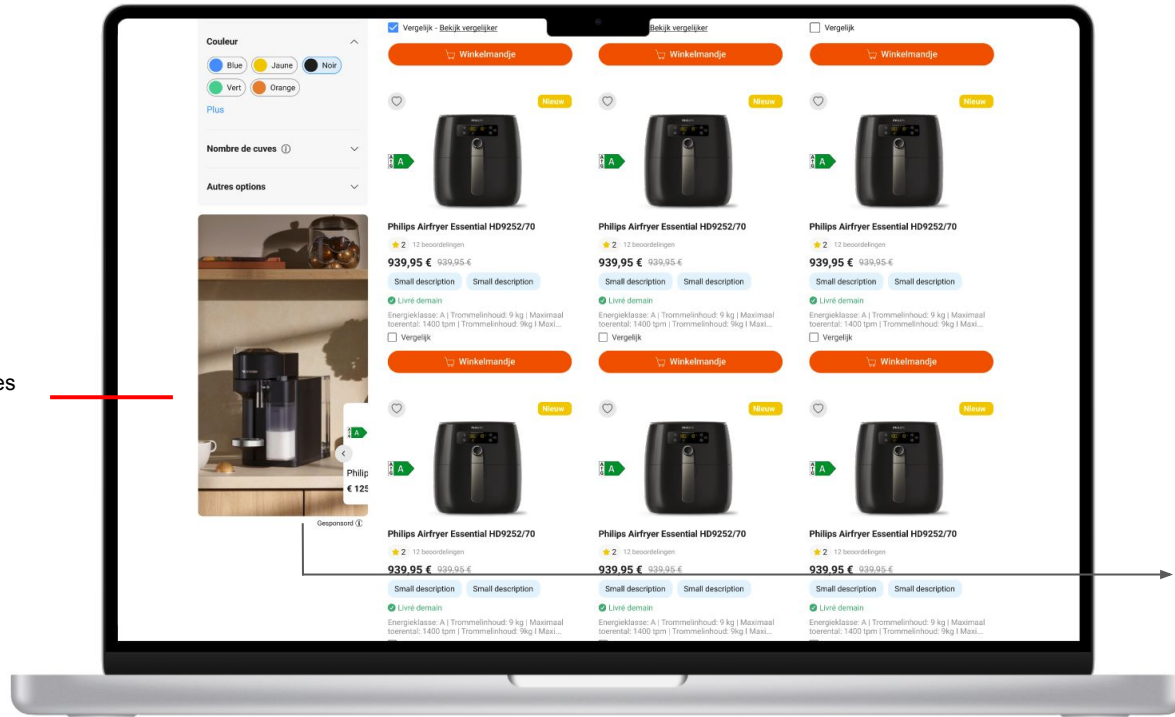 Couleur
Blue
Jaune
Noir
Vert
Orange
Plus
Nombre de cuves
Autres options
Philip
€ 125
Gesponsord
es
Vergelijk - Bekijk vergelijker
Bekijk vergelijker
Vergelijk
Winkelmandje
Winkelmandje
Winkelmandje
Nieuw
Nieuw
Nieuw
A
A
A
Philips Airfryer Essential HD9252/70
Philips Airfryer Essential HD9252/70
Philips Airfryer Essential HD9252/70
2 12 beoordelingen
2 12 beoordelingen
2 12 beoordelingen
939,95 € 939,95 €
939,95 € 939,95 €
939,95 € 939,95 €
Small description Small description
Small description Small description
Small description Small description
Livré demain
Livré demain
Livré demain
Energieklasse: A | Trommelinhoud: 9 kg | Maximaal
toerental: 1400 tpm | Trommelinhoud: 9kg I Maxi...
Energieklasse: A | Trommelinhoud: 9 kg | Maximaal
toerental: 1400 tpm | Trommelinhoud: 9kg I Maxi...
Energieklasse: A | Trommelinhoud: 9 kg | Maximaal
toerental: 1400 tpm | Trommelinhoud: 9kg I Maxi...
Vergelijk
Vergelijk
Vergelijk
Winkelmandje
Winkelmandje
Winkelmandje
Nieuw
Nieuw
Nieuw
A
A
A
A
Philips Airfryer Essential HD9252/70
Philips Airfryer Essential HD9252/70
Philips Airfryer Essential HD9252/70
2 12 beoordelingen
2 12 beoordelingen
2 12 beoordelingen
939,95 € 939,95 €
939,95 € 939,95 €
939,95 € 939,95 €
Small description Small description
Small description Small description
Small description Small description
Livré demain
Livré demain
Livré demain
Energieklasse: A | Trommelinhoud: 9 kg | Maximaal
toerental: 1400 tpm | Trommelinhoud: 9kg I Maxi...
Energieklasse: A | Trommelinhoud: 9 kg | Maximaal
toerental: 1400 tpm | Trommelinhoud: 9kg I Maxi...
Energieklasse: A | Trommelinhoud: 9 kg | Maximaal
toerental: 1400 tpm | Trommelinhoud: 9kg I Maxi...